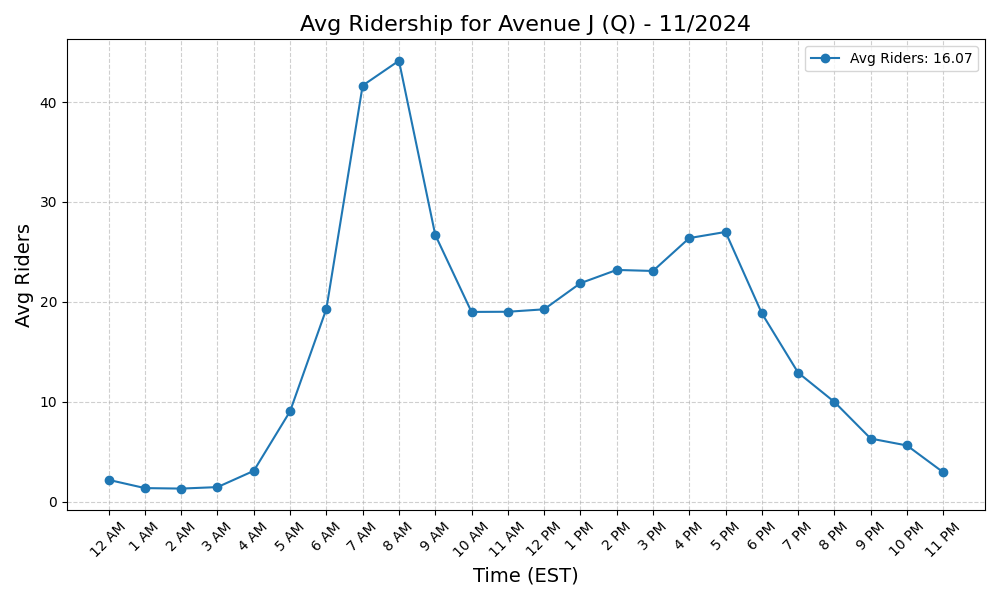 Avg Ridership for Avenue J (Q) - 11/2024
Avg Riders: 16.07
Avg Riders
40
30
20
10
0
12 AM
1 AM
2 AM
3 AM
4 AM
5 AM
6 AM
7 AM
8 AM
9 AM
10 AM
11 AM
12 PM
1 PM
2 PM
3 PM
4 PM
5 PM
6 PM
7 PM
8 PM
9 PM
10 PM
11 PM
Time (EST)